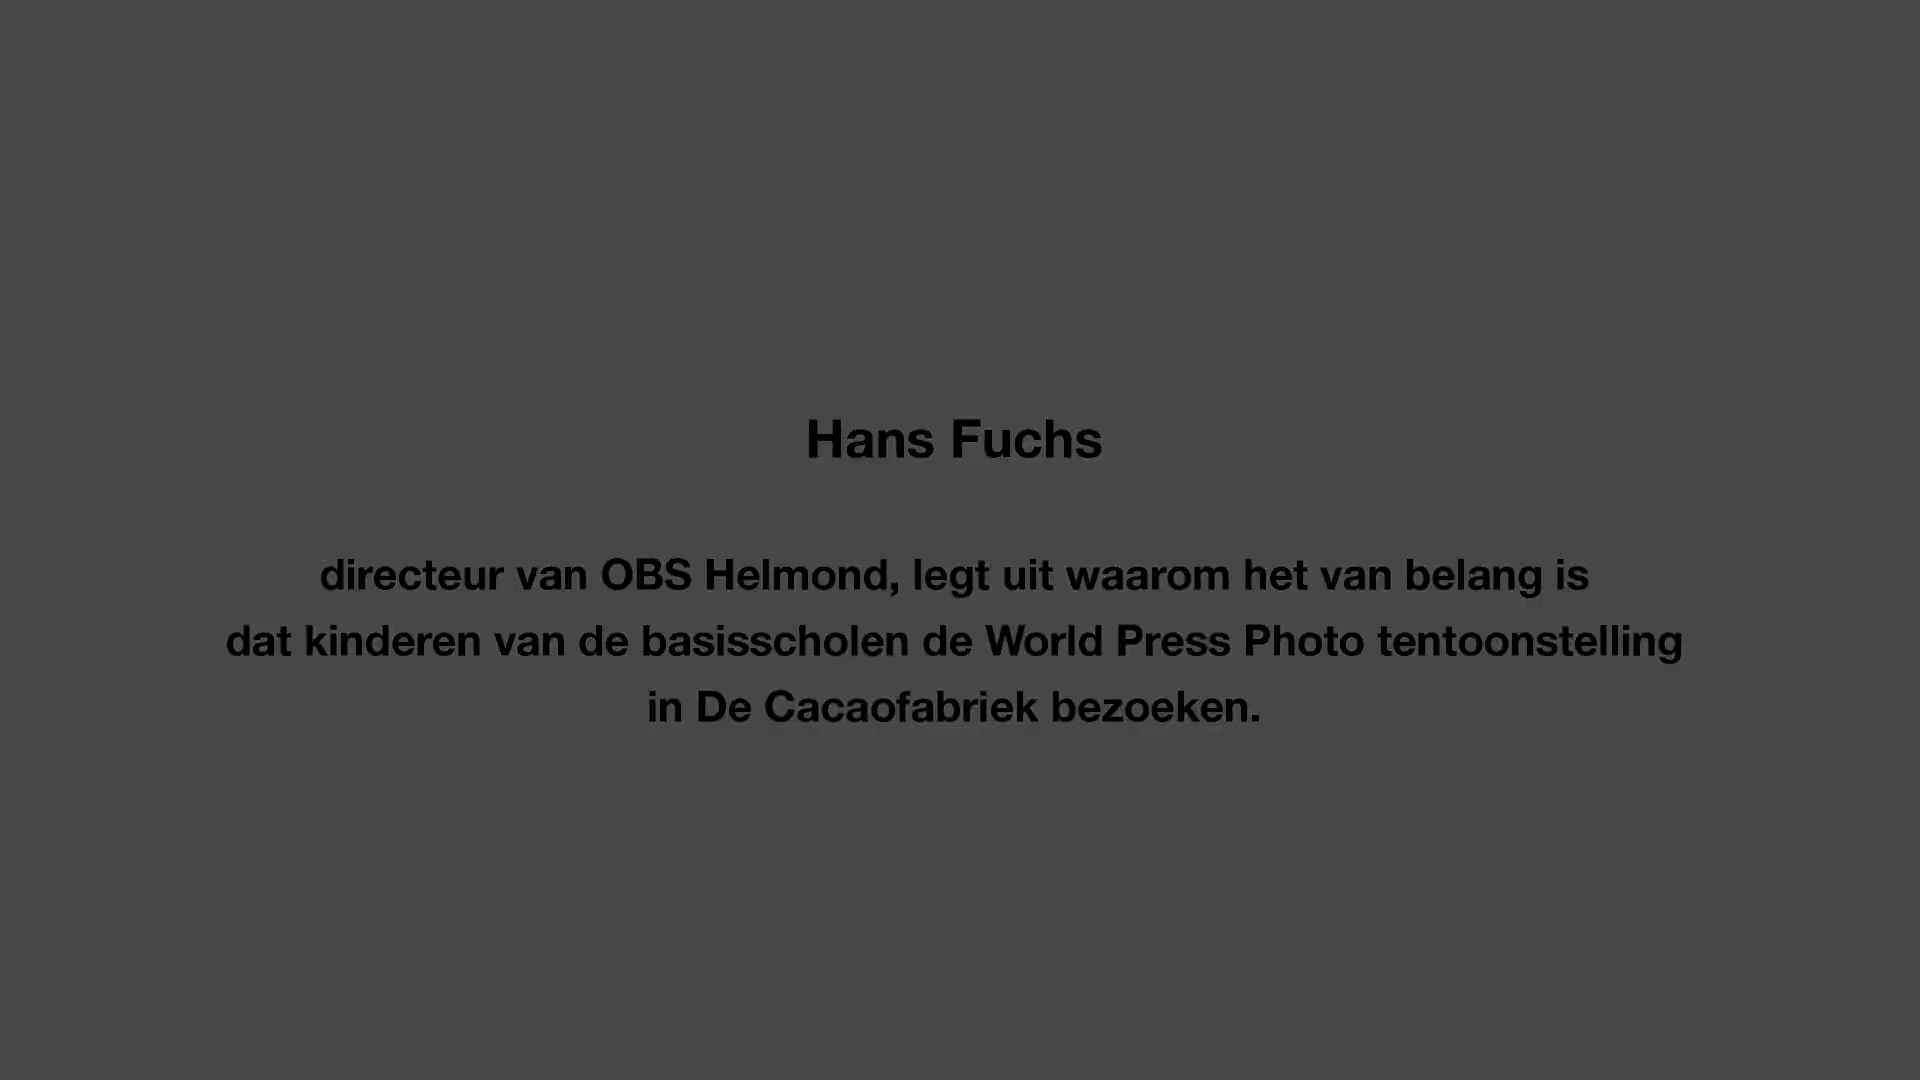 Hans Fuchs
directeur van OBS Helmond, legt uit waarom het van belang is
dat kinderen van de basisscholen de World Press Photo tentoonstelling
in De Cacaofabriek bezoeken.